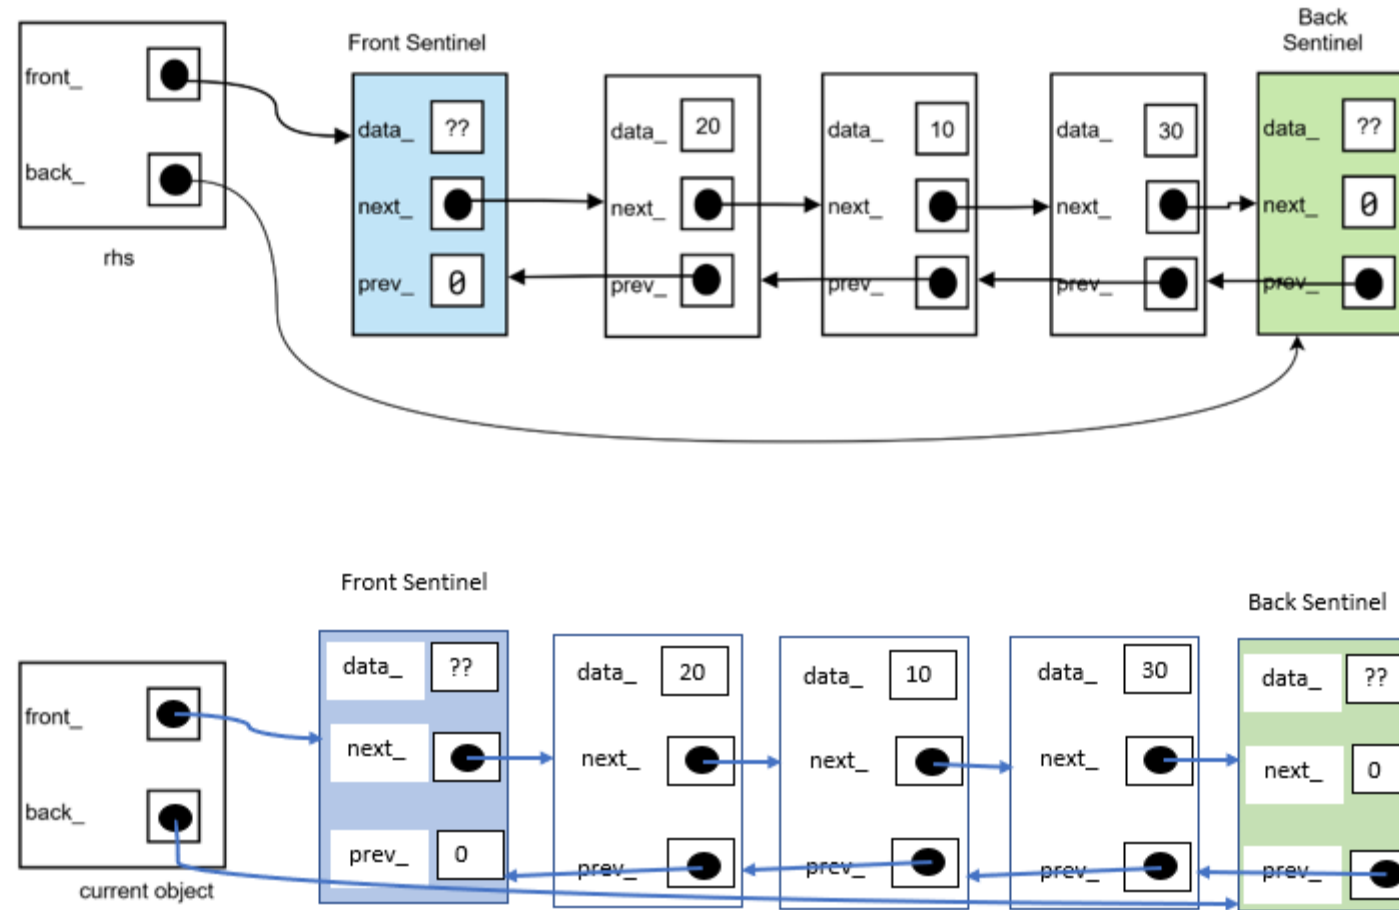 Back
Sentinel
Front Sentinel
front_
back_
rhs
data_ ??
next_
prev_ 0
data_ 20
next_
prev_
data_ 10
next_
prev_
data_ 30
next_
prev_
data_ ??
next_ 0
prev_
Front Sentinel
Back Sentinel
front_
back_
current object
data_ ??
next_
prev_ 0
data_ 20
next_
prev_
data_ 10
next_
prev_
data_ 30
next_
prev_
data_ ??
next_ 0
prev_